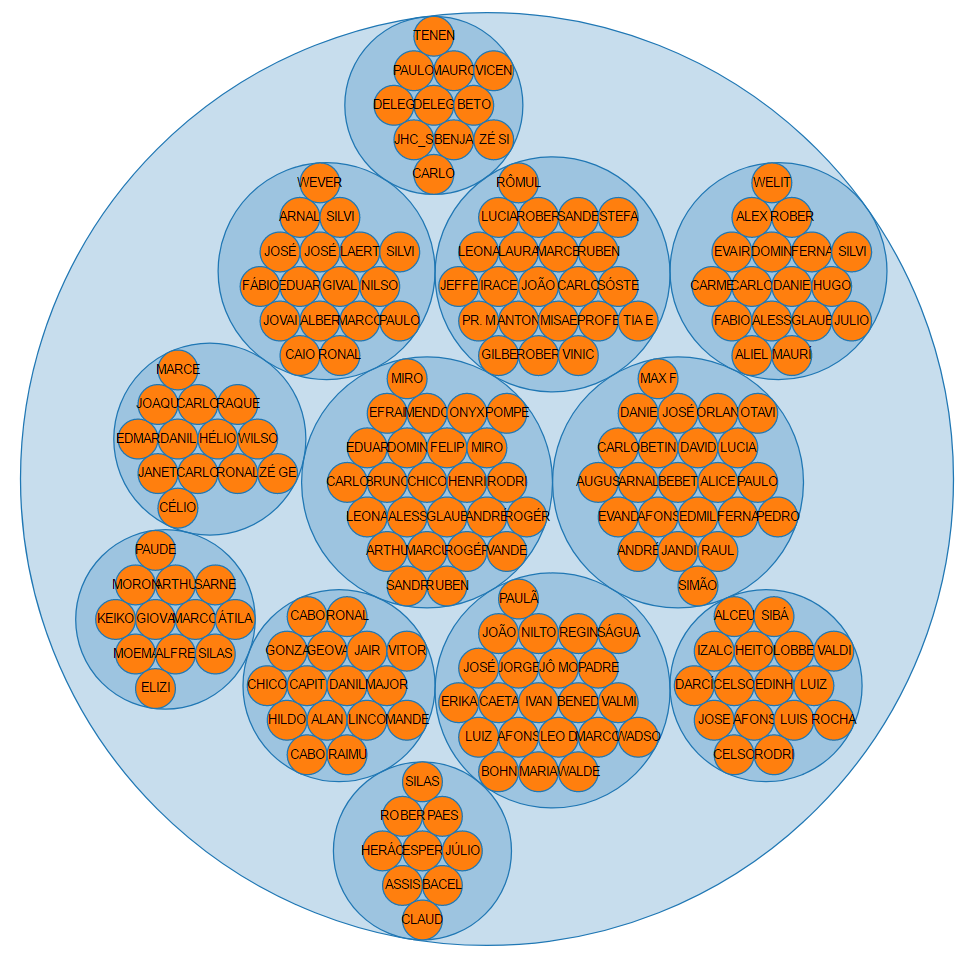 TENEN
PAULO MAURO VICEN
DELEG DELEG BETO
JHC_S BENJA ZÉ SI
CARLO
WEVER
ARNAL SILVI
JOSÉ JOSÉ LAERT SILVI
FÁBIO EDUAR GIVAL NILSO
JOVAI ALBER MARCO PAULO
CAIO RONAL
RÔMUL
LUCIA ROBER SANDE STEFA
LEONA LAURA MARCE RUBEN
JEFFE IRACE JOÃO CARLO SÓSTE
PR. M ANTON MISAE PROFE TIA E
GILBE ROBER VINIC
WELIT
ALEX ROBER
EVAIR DOMIN FERNA SILVI
CARME CARLO DANIE HUGO
FABIO ALESS GLAUB JULIO
ALIEL MAURÍ
MARCE
JOAQU CARLO RAQUE
EDMAR DANIL HÉLIO WILSO
JANET CARLO RONAL ZÉ GE
CÉLIO
MIRO
EFRAI MENDO ONYX POMPE
EDUAR DOMIN FELIP MIRO
CARLO BRUNO CHICO HENRI RODRI
LEONA ALESS GLAUB ANDRE ROGÉR
ARTHU MARCU ROGÉR VANDE
SANDR RUBEN
MAX F
DANIE JOSÉ ORLAN OTAVI
CARLO BETIN DAVID LUCIA
AUGUS ARNAL BEBET ALICE PAULO
EVAND AFONS EDMIL FERNA PEDRO
ANDRÉ JANDI RAUL
SIMÃO
PAUDE
MORON ARTHU SARNE
KEIKO GIOVA MARCO ÁTILA
MOEMA ALFRE SILAS
ELIZI
CABO RONAL
GONZA GEOVA JAIR VITOR
CHICO CAPIT DANIL MAJOR
HILDO ALAN LINCO MANDE
CABO RAIMU
PAULÃ
JOÃO NILTO REGIN SÁGUA
JOSÉ JORGE JÔ MO PADRE
ERIKA CAETA IVAN BENED VALMI
LUIZ AFONS LEO D MARCO WADSO
BOHN MARIA WALDE
ALCEU SIBÁ
IZALC HEITO LOBBE VALDI
DARCÍ CELSO EDINH LUIZ
JOSE AFONS LUIS ROCHA
CELSO RODRI
SILAS
ROBER PAES
HERÁC ESPER JÚLIO
ASSIS BACEL
CLAUD